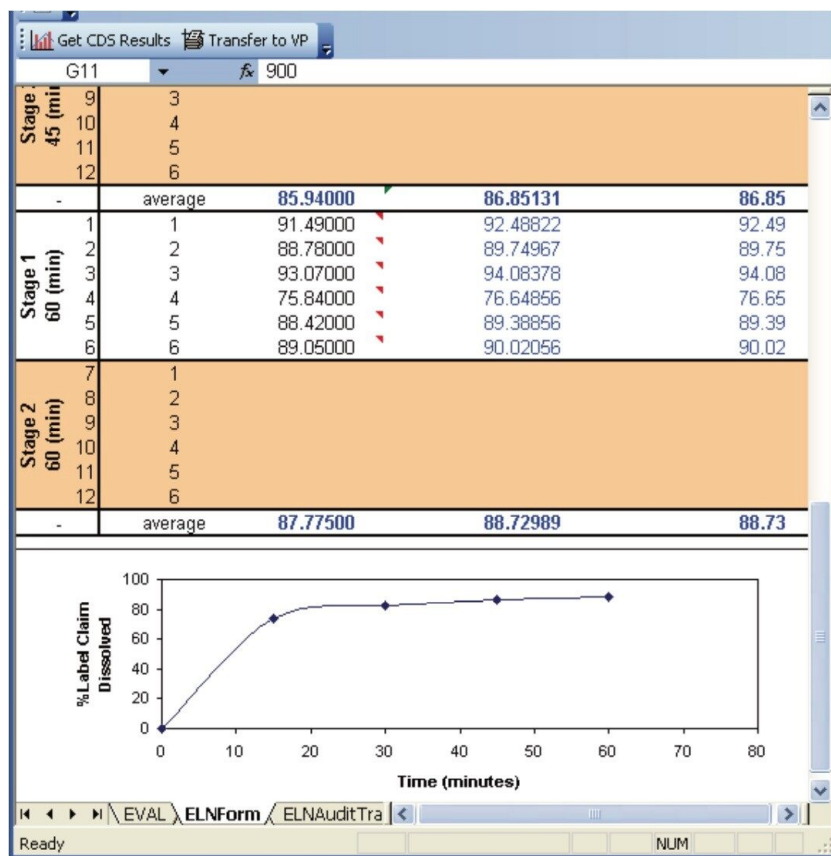 Get CDS Results Transfer to VP
G11 fx 900
Stage
45 (min
9 3
10 4
11 5
12 6
- average 85.94000 86.85131 86.85
Stage 1
60 (min)
1 1 91.49000 92.48822 92.49
2 2 88.78000 89.74967 89.75
3 3 93.07000 94.08378 94.08
4 4 75.84000 76.64856 76.65
5 5 88.42000 89.38856 89.39
6 6 89.05000 90.02056 90.02
Stage 2
60 (min)
7 1
8 2
9 3
10 4
11 5
12 6
- average 87.77500 88.72989 88.73
%Label Claim
Dissolved
100
80
60
40
20
0
0 10 20 30 40 50 60 70 80
Time (minutes)
EVAL ELNForm ELNAuditTra
Ready NUM